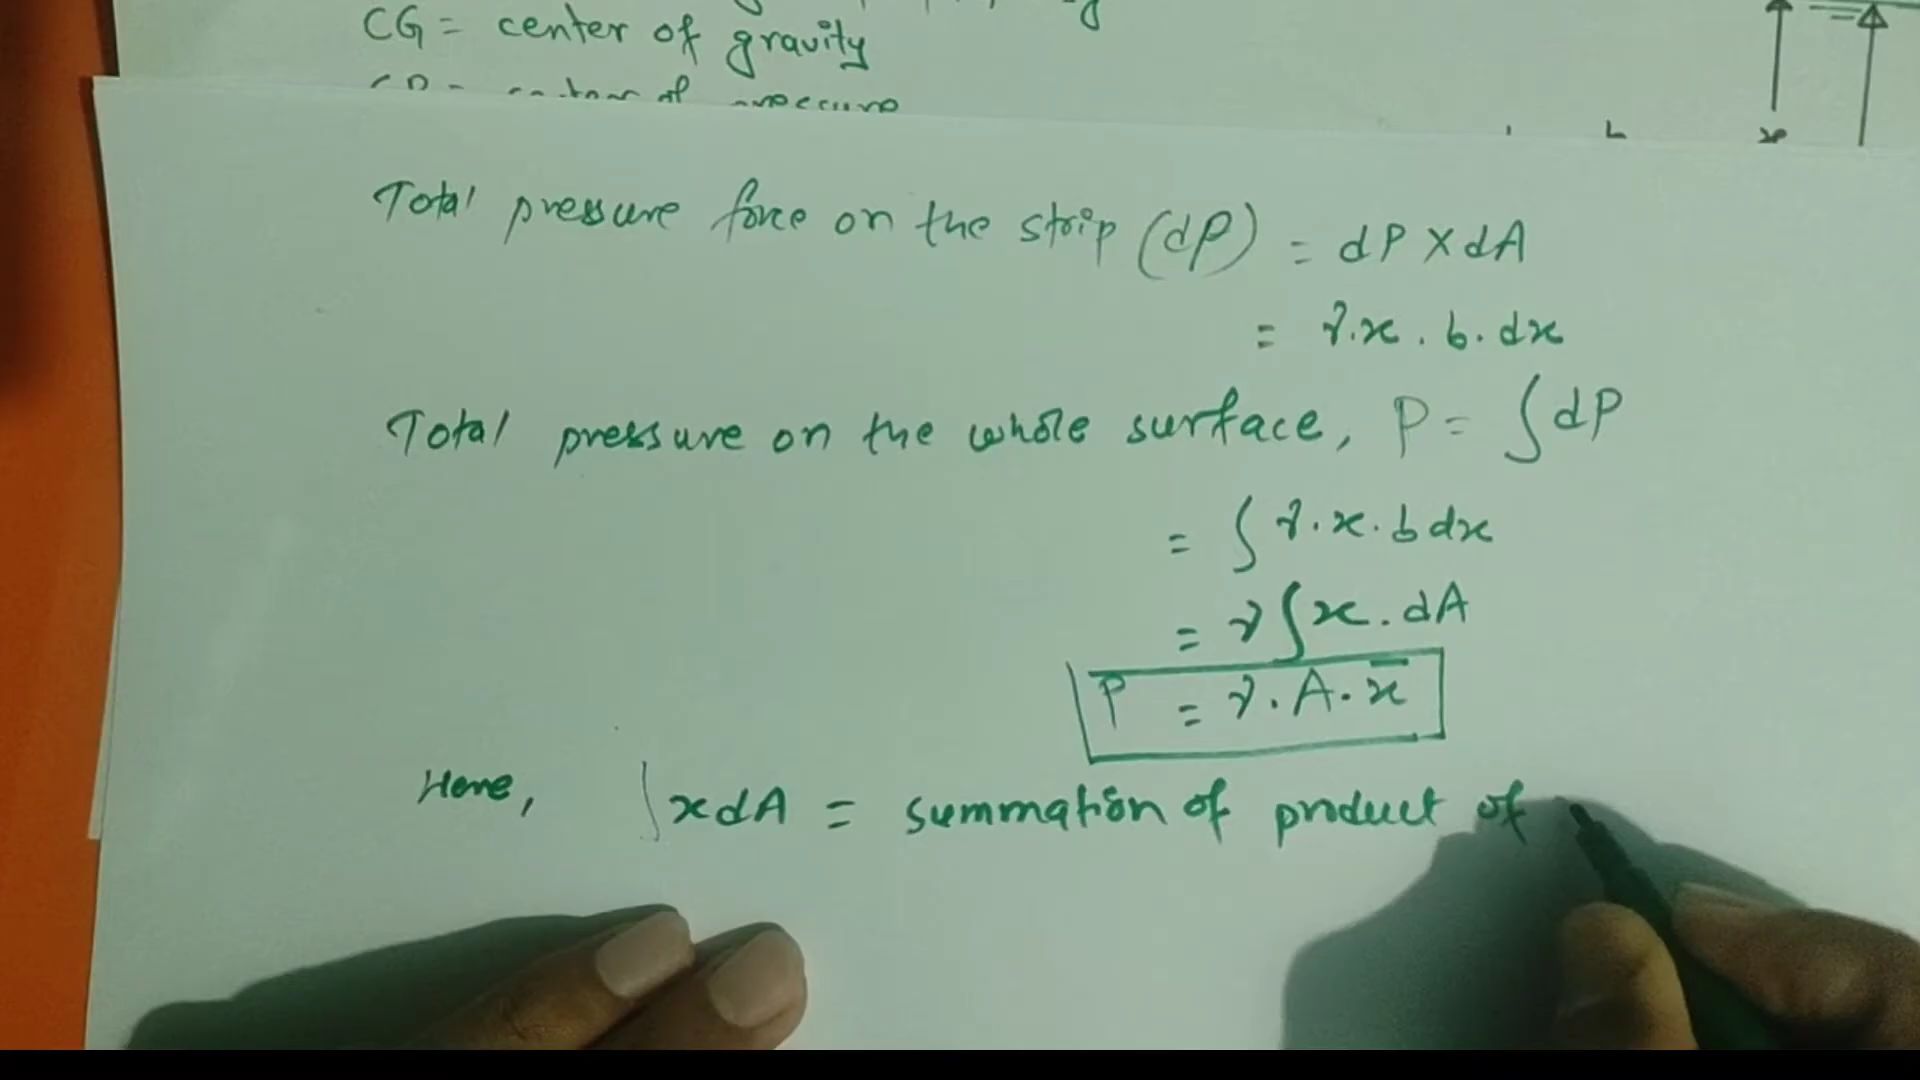 CG = center of gravity
Total pressure force on the strip (dP) = dP X dA
= γ.x . b. dx
Total pressure on the whole surface, P = ∫dP
= ∫γ.x.b dx
= γ∫x.dA
P = γ.A.x̄
Here, ∫xdA = summation of product of
x